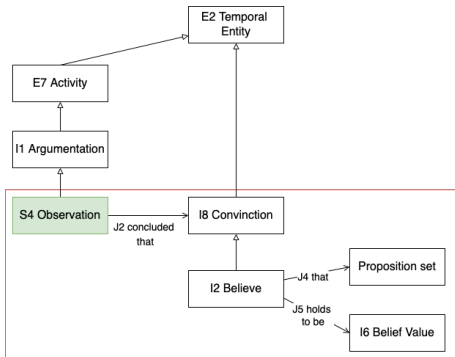 E2 Temporal
Entity
E7 Activity
I1 Argumentation
S4 Observation
J2 concluded
that
I8 Convinction
I2 Believe
J4 that
Proposition set
J5 holds
to be
I6 Belief Value